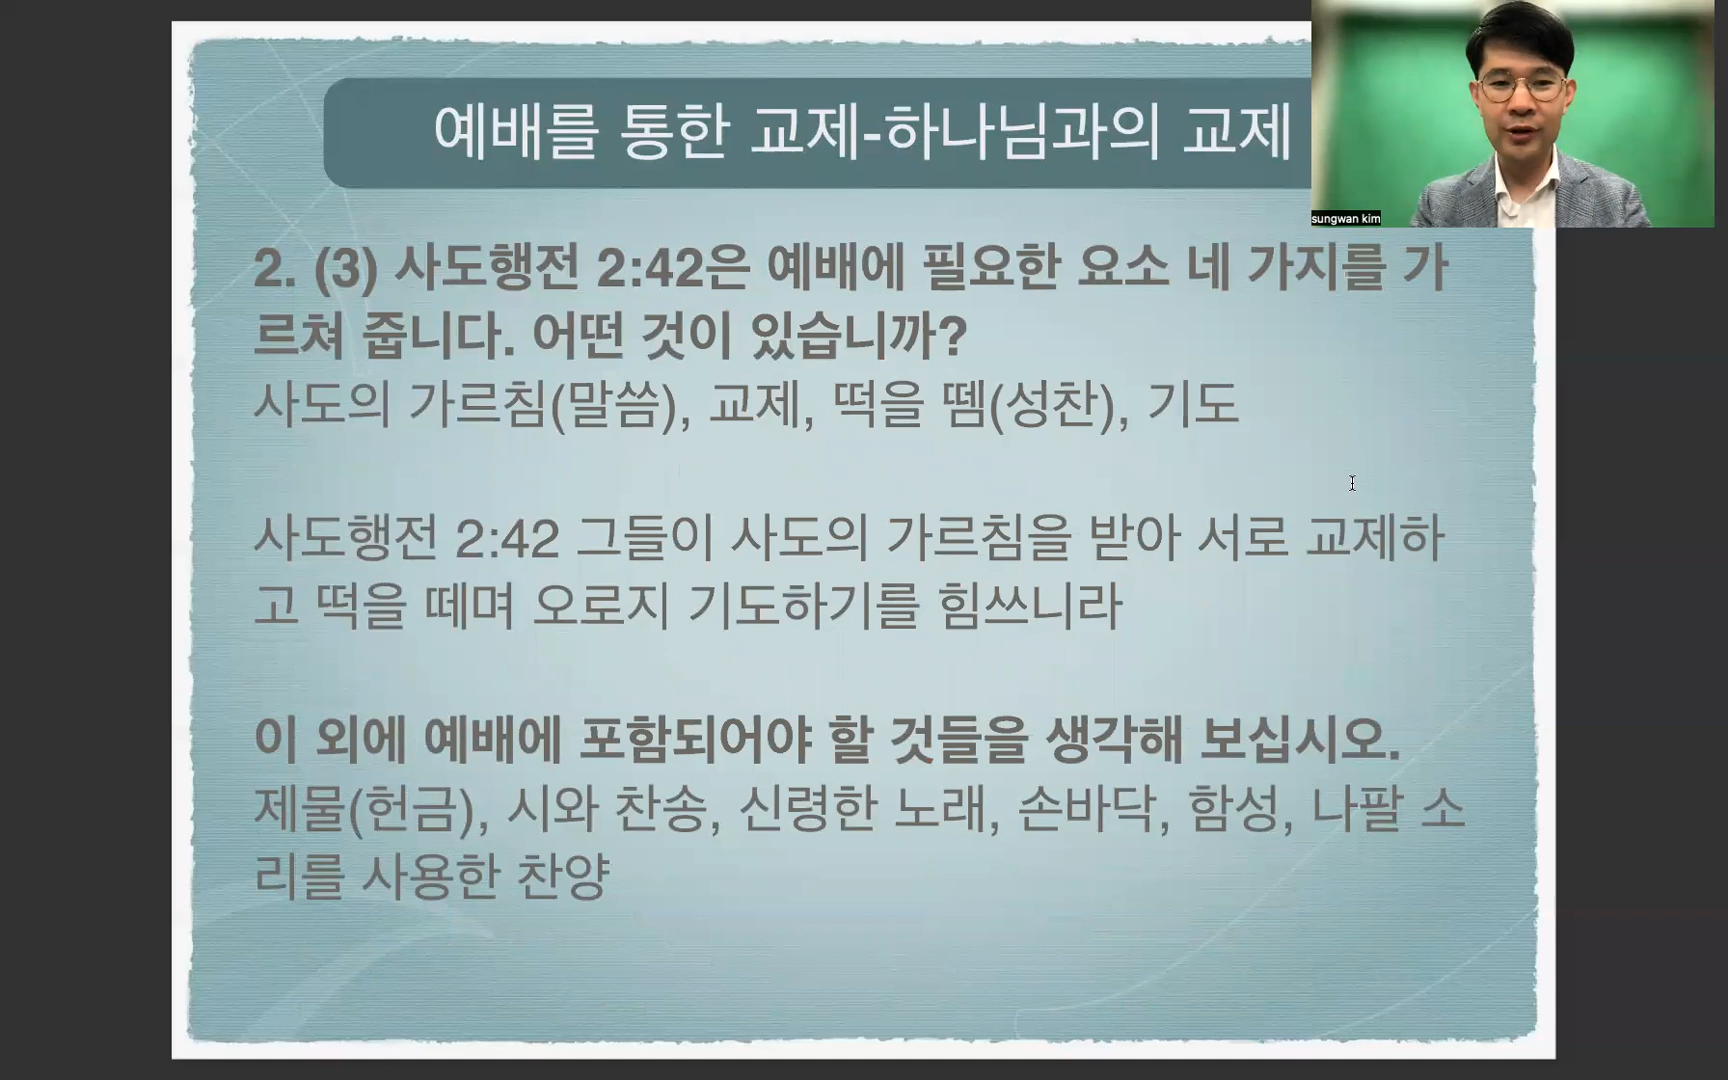 예배를 통한 교제-하나님과의 교제
sungwan kim
2. (3) 사도행전 2:42은 예배에 필요한 요소 네 가지를 가
르쳐 줍니다. 어떤 것이 있습니까?
사도의 가르침(말씀), 교제, 떡을 뗌(성찬), 기도
사도행전 2:42 그들이 사도의 가르침을 받아 서로 교제하
고 떡을 떼며 오로지 기도하기를 힘쓰니라
이 외에 예배에 포함되어야 할 것들을 생각해 보십시오.
제물(헌금), 시와 찬송, 신령한 노래, 손바닥, 함성, 나팔 소
리를 사용한 찬양